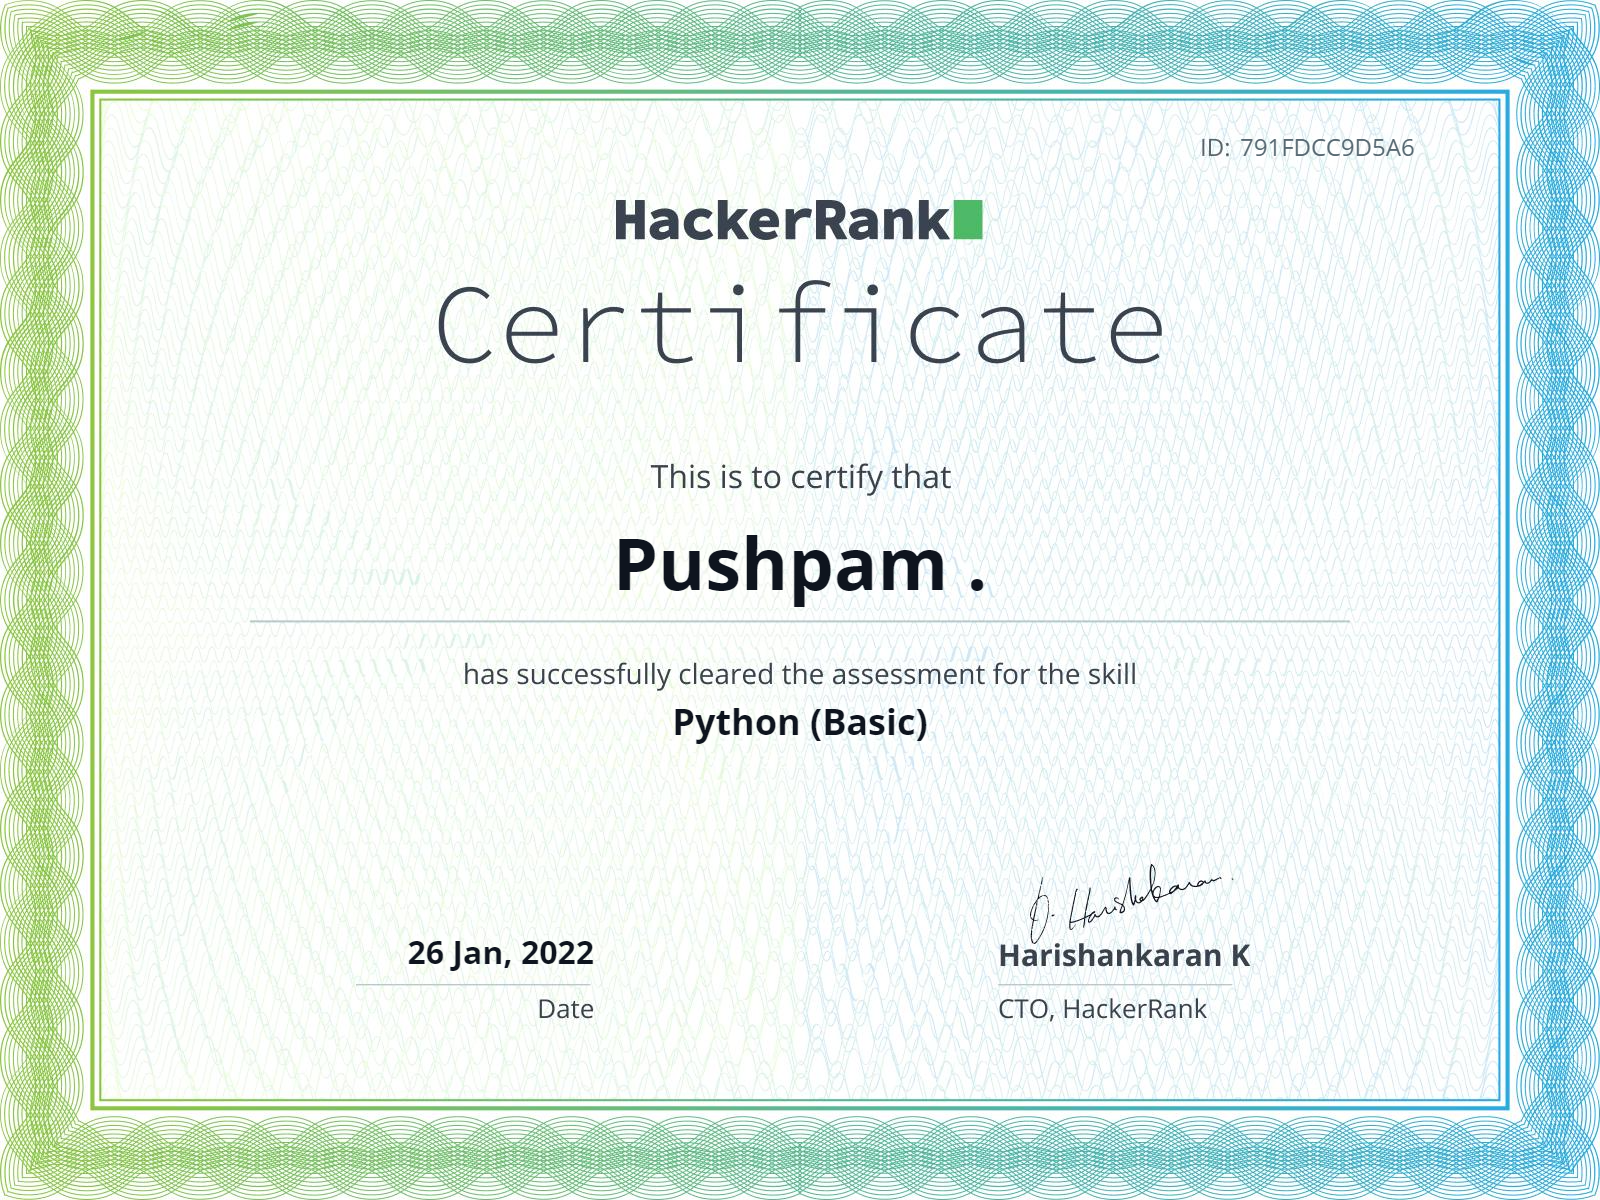 ID: 791FDCC9D5A6
HackerRank
Certificate
This is to certify that
Pushpam .
has successfully cleared the assessment for the skill
Python (Basic)
J. Harishankaran
26 Jan, 2022
Harishankaran K
Date
CTO, HackerRank